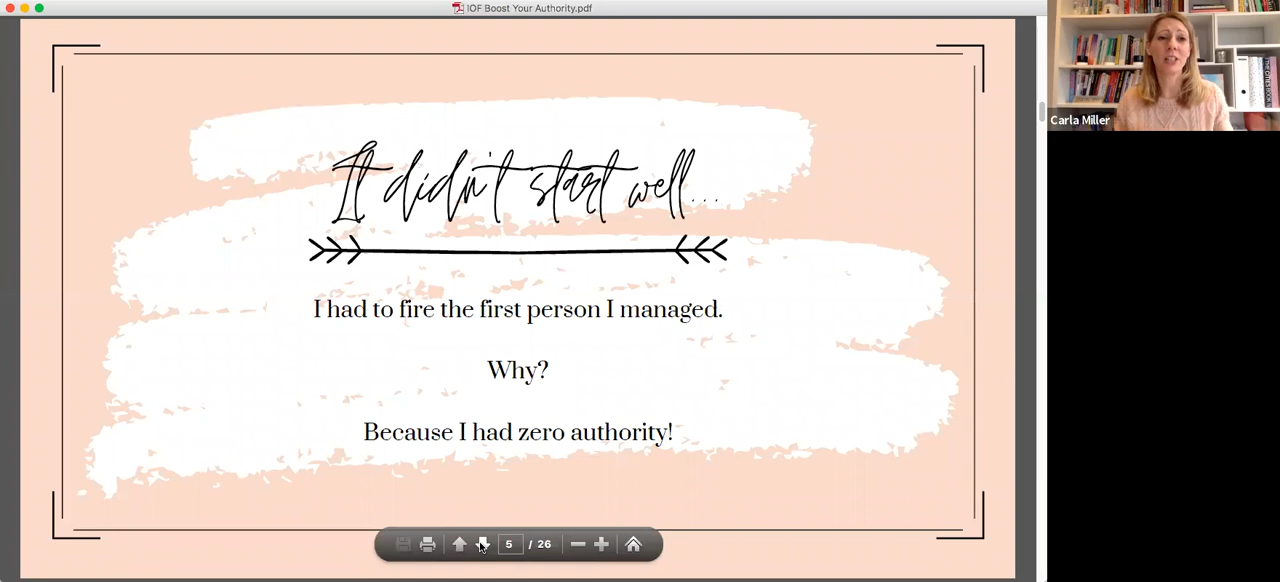 IOF Boost Your Authority.pdf
It didn't start well...
I had to fire the first person I managed.
Why?
Because I had zero authority!
5 / 26
Carla Miller